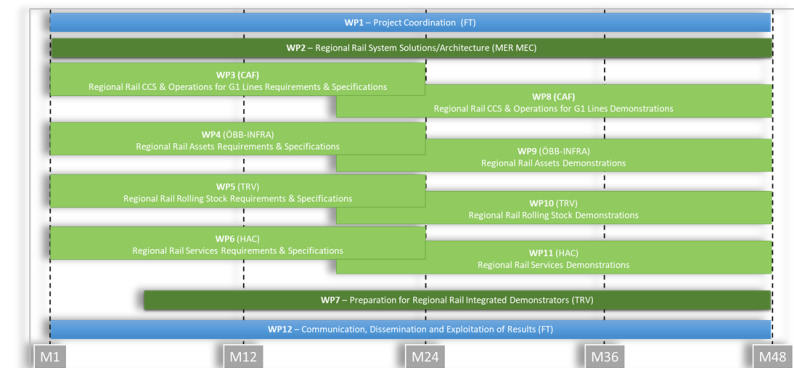 WP1 – Project Coordination (FT)
WP2 – Regional Rail System Solutions/Architecture (MER MEC)
WP3 (CAF)
Regional Rail CCS & Operations for G1 Lines Requirements & Specifications
WP8 (CAF)
Regional Rail CCS & Operations for G1 Lines Demonstrations
WP4 (ÖBB-INFRA)
Regional Rail Assets Requirements & Specifications
WP9 (ÖBB-INFRA)
Regional Rail Assets Demonstrations
WP5 (TRV)
Regional Rail Rolling Stock Requirements & Specifications
WP10 (TRV)
Regional Rail Rolling Stock Demonstrations
WP6 (HAC)
Regional Rail Services Requirements & Specifications
WP11 (HAC)
Regional Rail Services Demonstrations
WP7 – Preparation for Regional Rail Integrated Demonstrators (TRV)
WP12 – Communication, Dissemination and Exploitation of Results (FT)
M1 M12 M24 M36 M48